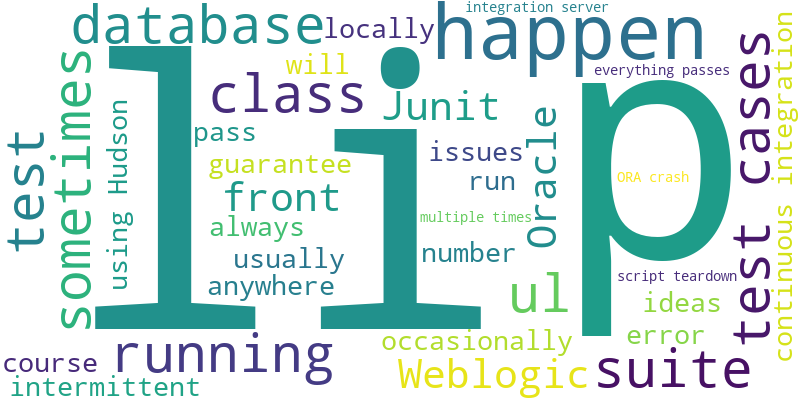 integration server
database
locally
happen
everything passes
will
class
Junit
li
p
sometimes
test
using Hudson
pass
guarantee
front
always
usually
anywhere
issues
run
multiple times
number
Oracle
ORA crash
cases
test
continuous integration
script teardown
ul
ideas
error
occasionally
running
course
intermittent
Weblogic
suite